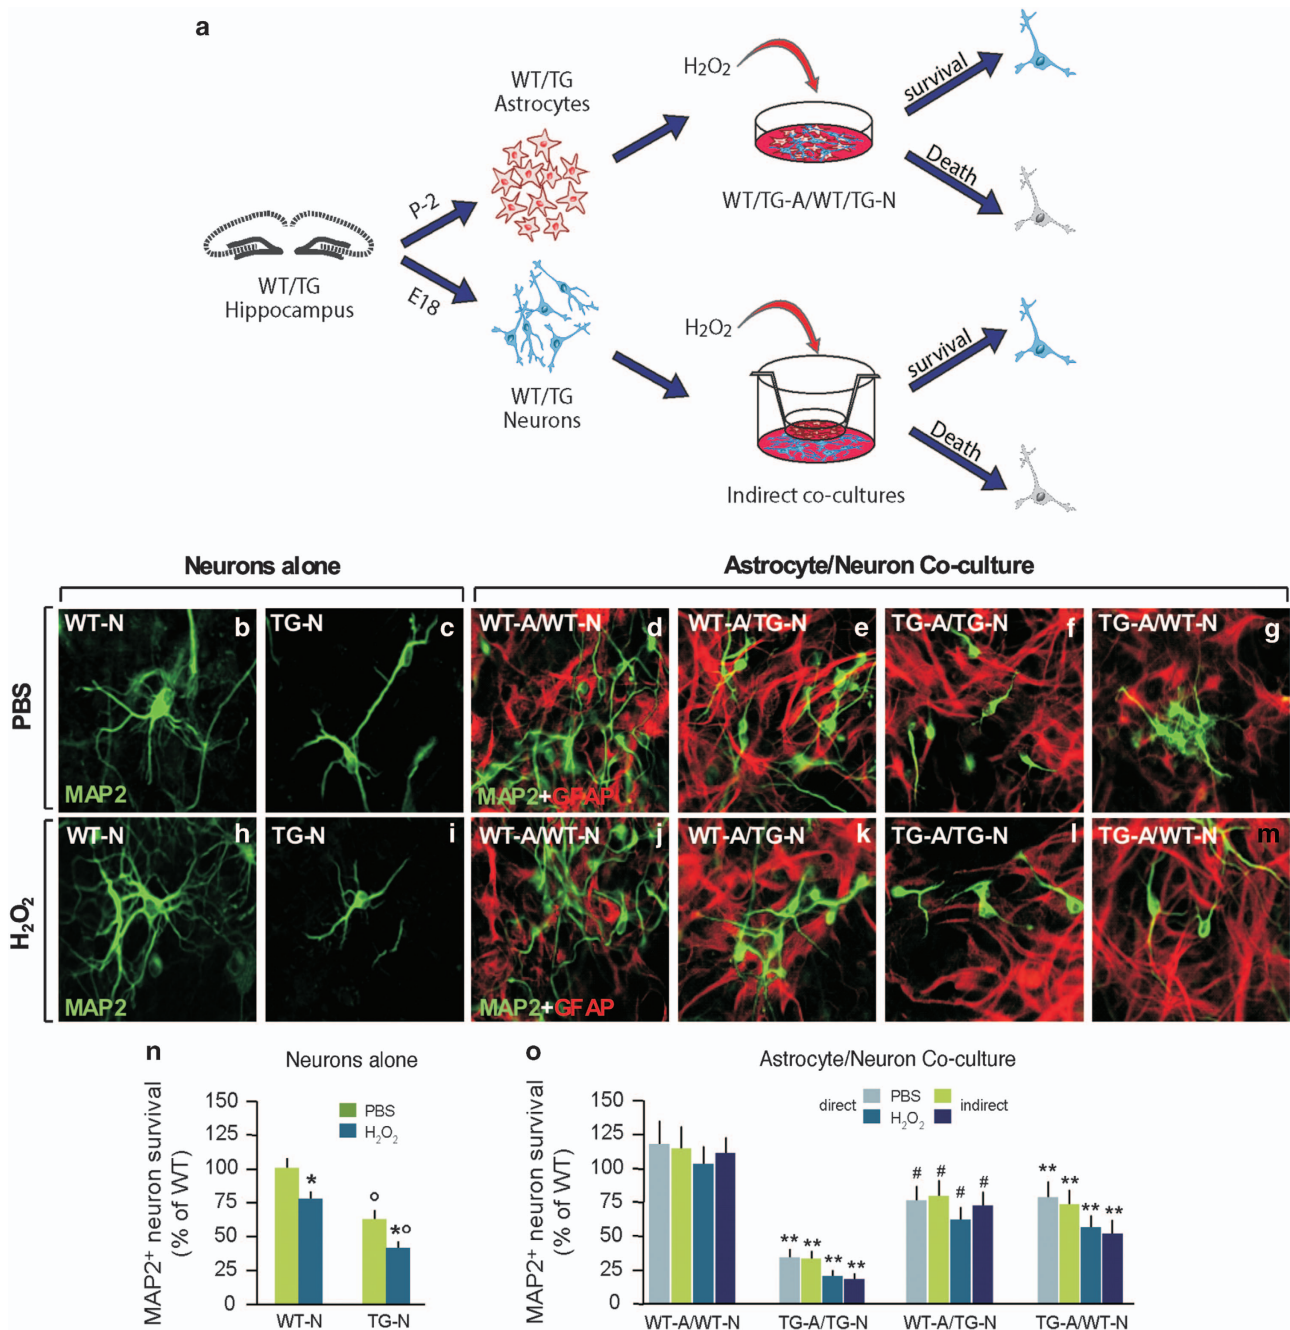 a
WT/TG
Astrocytes
H2O2
survival
Death
WT/TG-A/WT/TG-N
P-2
E18
WT/TG
Hippocampus
WT/TG
Neurons
H2O2
survival
Death
Indirect co-cultures
Neurons alone
Astrocyte/Neuron Co-culture
PBS
WT-N b
MAP2
TG-N c
WT-A/WT-N d
MAP2+GFAP
WT-A/TG-N e
TG-A/TG-N f
TG-A/WT-N g
H2O2
WT-N h
MAP2
TG-N i
WT-A/WT-N j
MAP2+GFAP
WT-A/TG-N k
TG-A/TG-N l
TG-A/WT-N m
n
Neurons alone
MAP2+ neuron survival
(% of WT)
150
125
100
75
50
25
0
PBS
H2O2
*
°
*°
WT-N
TG-N
o
Astrocyte/Neuron Co-culture
MAP2+ neuron survival
(% of WT)
150
125
100
75
50
25
0
direct PBS indirect
H2O2
** ** ** **
# # # #
** ** ** **
WT-A/WT-N
TG-A/TG-N
WT-A/TG-N
TG-A/WT-N